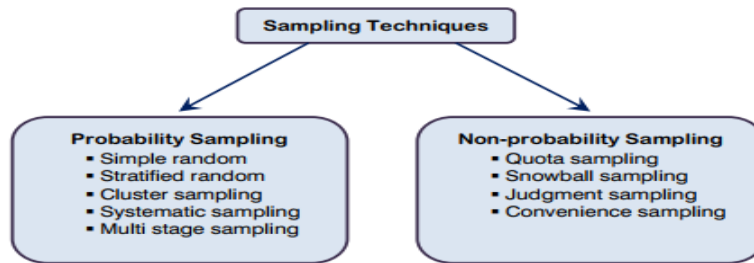 Sampling Techniques
Probability Sampling
▪ Simple random
▪ Stratified random
▪ Cluster sampling
▪ Systematic sampling
▪ Multi stage sampling
Non-probability Sampling
▪ Quota sampling
▪ Snowball sampling
▪ Judgment sampling
▪ Convenience sampling